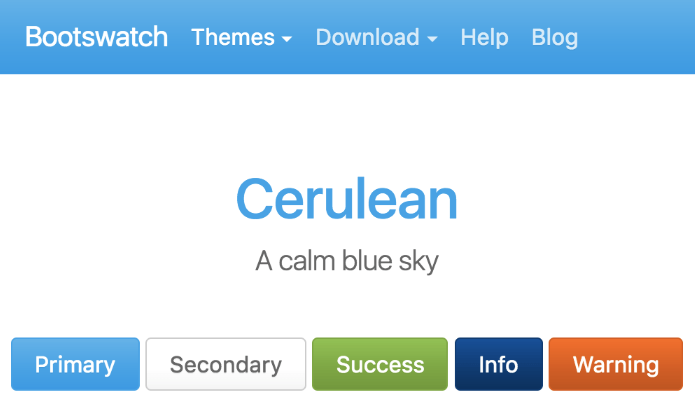 Bootswatch Themes Download Help Blog
Cerulean
A calm blue sky
Primary Secondary Success Info Warning